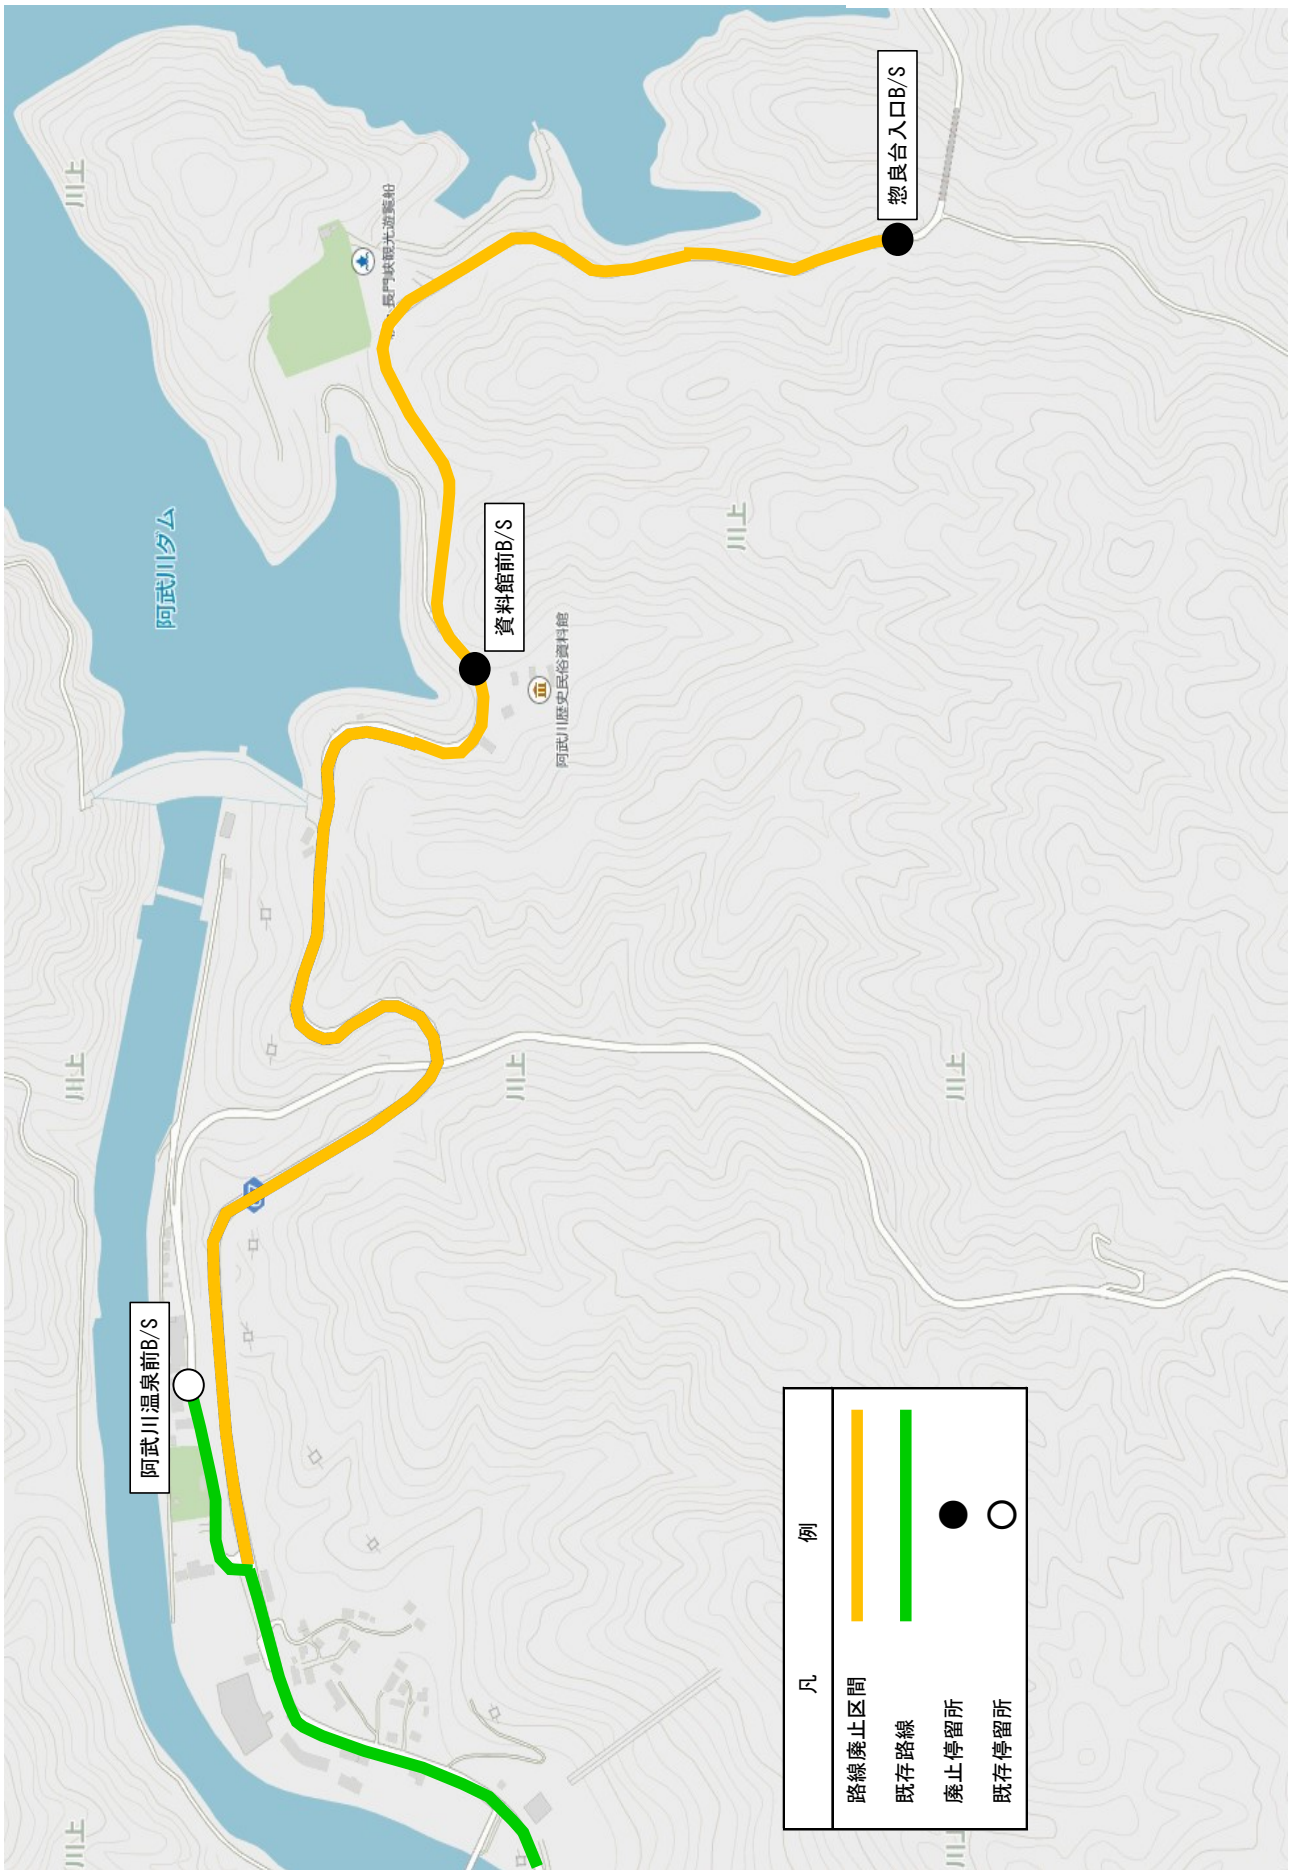 川上
阿武川ダム
長門峡観光遊覧船
惣良台入口B/S
資料館前B/S
阿武川歴史民俗資料館
川上
川上
川上
川上
阿武川温泉前B/S
川上
川上
凡 例
路線廃止区間
既存路線
廃止停留所
既存停留所